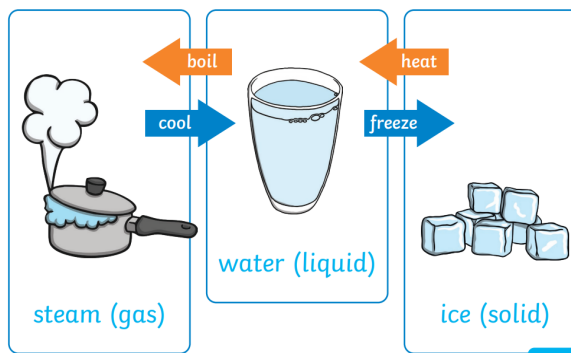 boil
heat
cool
freeze
water (liquid)
steam (gas)
ice (solid)